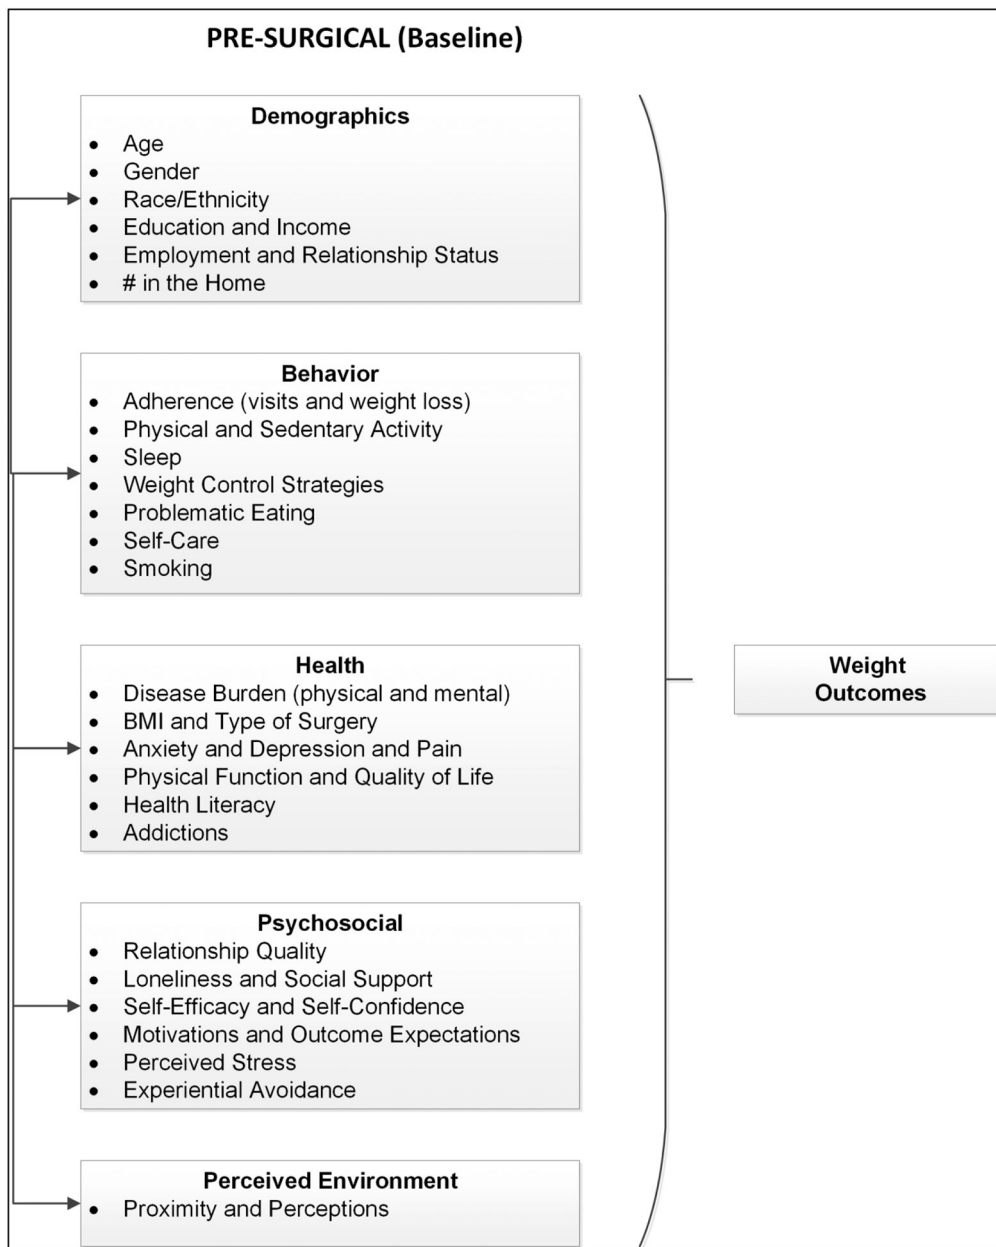 PRE-SURGICAL (Baseline)
Demographics
• Age
• Gender
• Race/Ethnicity
• Education and Income
• Employment and Relationship Status
• # in the Home
Behavior
• Adherence (visits and weight loss)
• Physical and Sedentary Activity
• Sleep
• Weight Control Strategies
• Problematic Eating
• Self-Care
• Smoking
Health
• Disease Burden (physical and mental)
• BMI and Type of Surgery
• Anxiety and Depression and Pain
• Physical Function and Quality of Life
• Health Literacy
• Addictions
Psychosocial
• Relationship Quality
• Loneliness and Social Support
• Self-Efficacy and Self-Confidence
• Motivations and Outcome Expectations
• Perceived Stress
• Experiential Avoidance
Perceived Environment
• Proximity and Perceptions
Weight
Outcomes